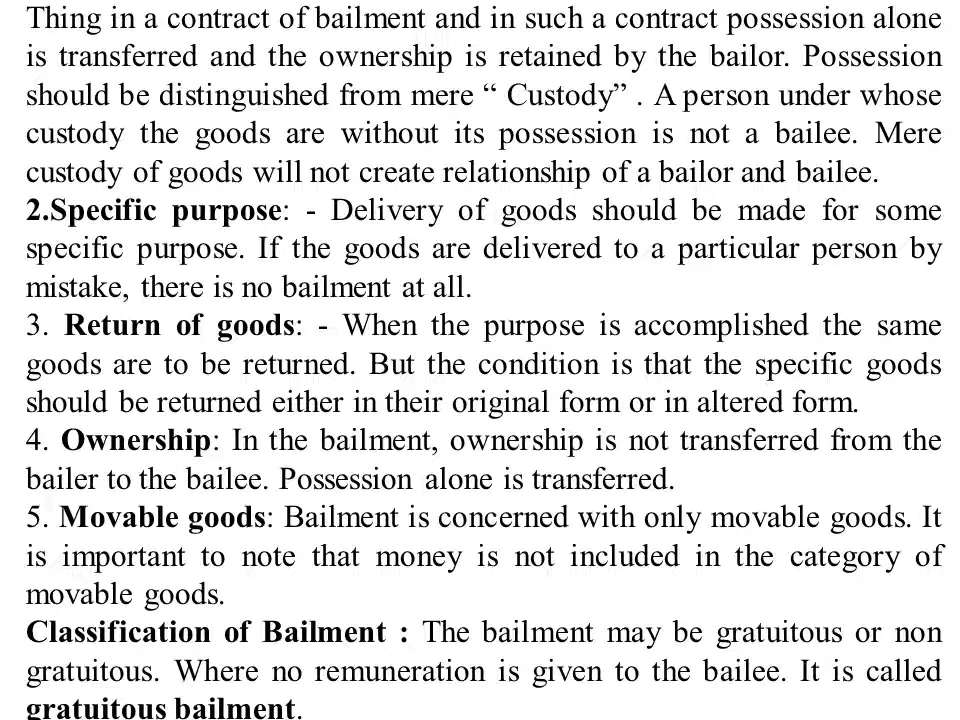 Thing in a contract of bailment and in such a contract possession alone
is transferred and the ownership is retained by the bailor. Possession
should be distinguished from mere “ Custody” . A person under whose
custody the goods are without its possession is not a bailee. Mere
custody of goods will not create relationship of a bailor and bailee.
2.Specific purpose: - Delivery of goods should be made for some
specific purpose. If the goods are delivered to a particular person by
mistake, there is no bailment at all.
3. Return of goods: - When the purpose is accomplished the same
goods are to be returned. But the condition is that the specific goods
should be returned either in their original form or in altered form.
4. Ownership: In the bailment, ownership is not transferred from the
bailer to the bailee. Possession alone is transferred.
5. Movable goods: Bailment is concerned with only movable goods. It
is important to note that money is not included in the category of
movable goods.
Classification of Bailment : The bailment may be gratuitous or non
gratuitous. Where no remuneration is given to the bailee. It is called
gratuitous bailment.